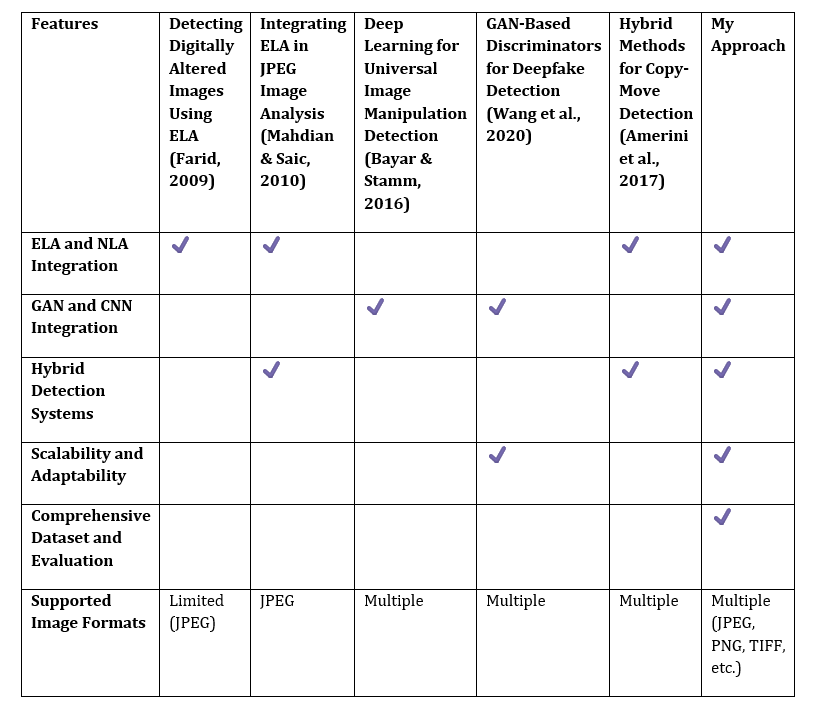 Features
Detecting
Digitally
Altered
Images
Using
ELA
(Farid,
2009)
Integrating
ELA in
JPEG
Image
Analysis
(Mahdian
& Saic,
2010)
Deep
Learning for
Universal
Image
Manipulation
Detection
(Bayar &
Stamm,
2016)
GAN-Based
Discriminators
for Deepfake
Detection
(Wang et al.,
2020)
Hybrid
Methods
for Copy-
Move
Detection
(Amerini
et al.,
2017)
My
Approach
ELA and NLA
Integration
GAN and CNN
Integration
Hybrid
Detection
Systems
Scalability and
Adaptability
Comprehensive
Dataset and
Evaluation
Supported
Image Formats
Limited
(JPEG)
JPEG
Multiple
Multiple
Multiple
Multiple
(JPEG,
PNG, TIFF,
etc.)